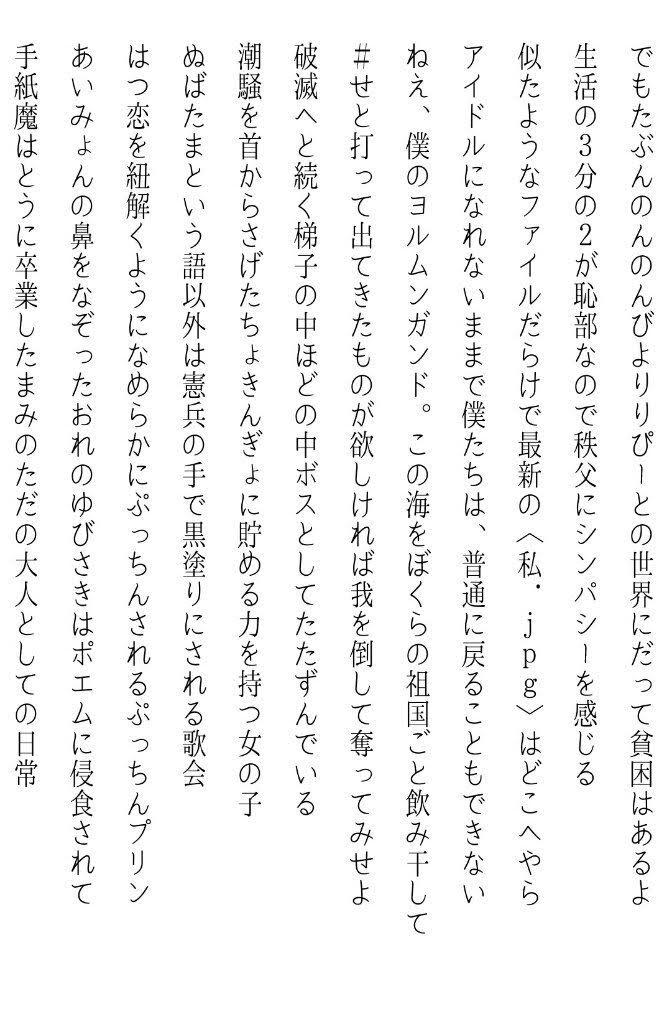 でもたぶんのんのんびよりりぴーとの世界にだって貧困はあるよ
生活の３分の２が恥部なので秩父にシンパシーを感じる
似たようなファイルだらけで最新の〈私．ｊｐｇ〉はどこへやら
アイドルになれないままで僕たちは、普通に戻ることもできない
ねえ、僕のヨルムンガンド。この海をぼくらの祖国ごと飲み干して
＃せと打って出てきたものが欲しければ我を倒して奪ってみせよ
破滅へと続く梯子の中ほどの中ボスとしてたたずんでいる
潮騒を首からさげたちょきんぎょに貯める力を持つ女の子
ぬばたまという語以外は憲兵の手で黒塗りにされる歌会
はつ恋を紐解くようになめらかにぷっちんされるぷっちんプリン
あいみょんの鼻をなぞったおれのゆびさきはポエムに侵食されて
手紙魔はとうに卒業したまみのただの大人としての日常